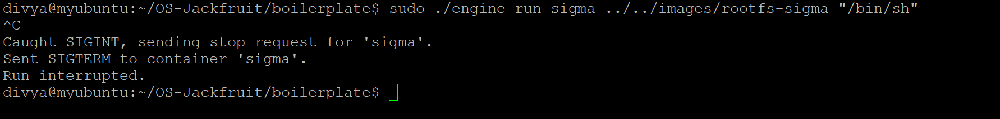 divya@myubuntu:~/OS-Jackfruit/boilerplate$ sudo ./engine run sigma ../../images/rootfs-sigma "/bin/sh"
^C
Caught SIGINT, sending stop request for 'sigma'.
Sent SIGTERM to container 'sigma'.
Run interrupted.
divya@myubuntu:~/OS-Jackfruit/boilerplate$